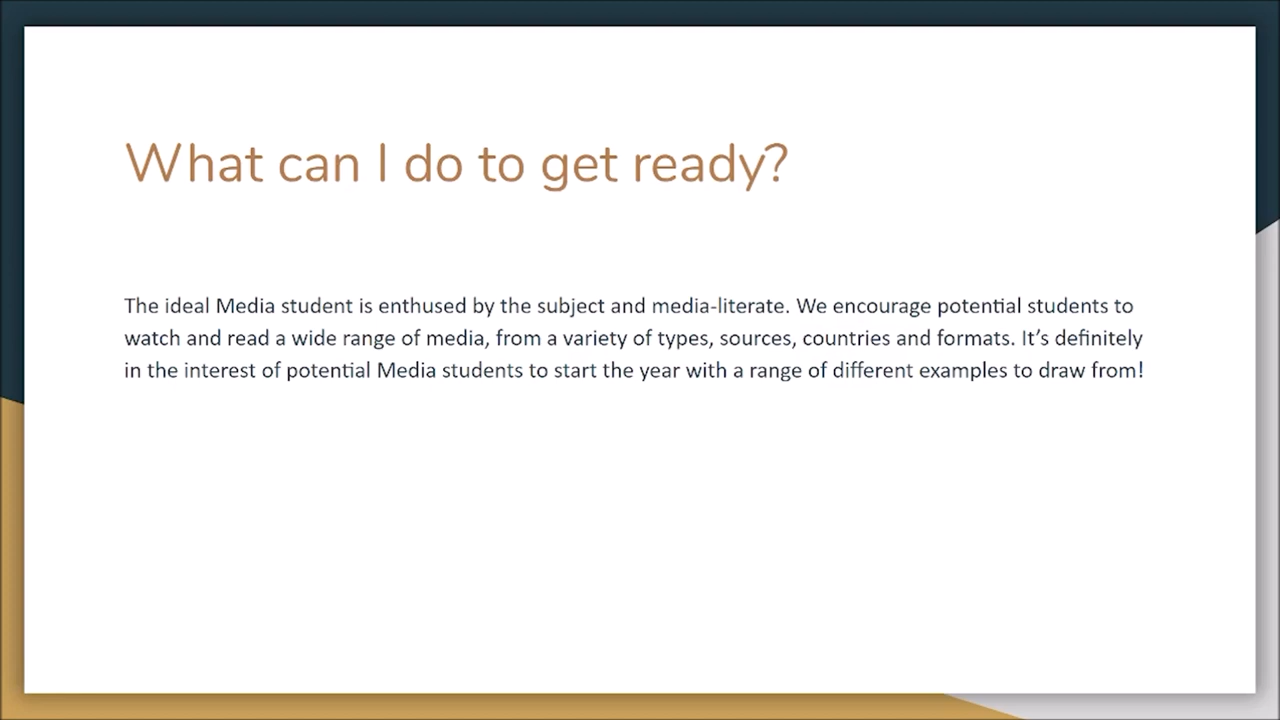 What can I do to get ready?
The ideal Media student is enthused by the subject and media-literate. We encourage potential students to
watch and read a wide range of media, from a variety of types, sources, countries and formats. It’s definitely
in the interest of potential Media students to start the year with a range of different examples to draw from!